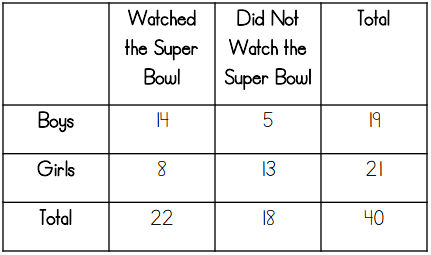 Watched
the Super
Bowl
Did Not
Watch the
Super Bowl
Total
Boys
14
5
19
Girls
8
13
21
Total
22
18
40